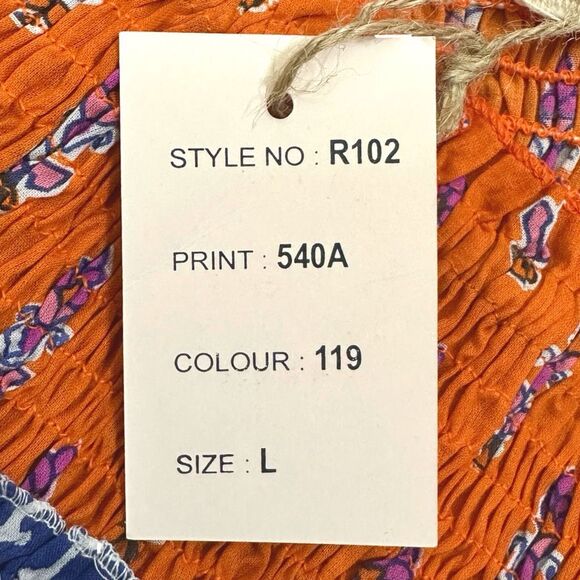 STYLE NO : R102
PRINT : 540A
COLOUR : 119
SIZE : L